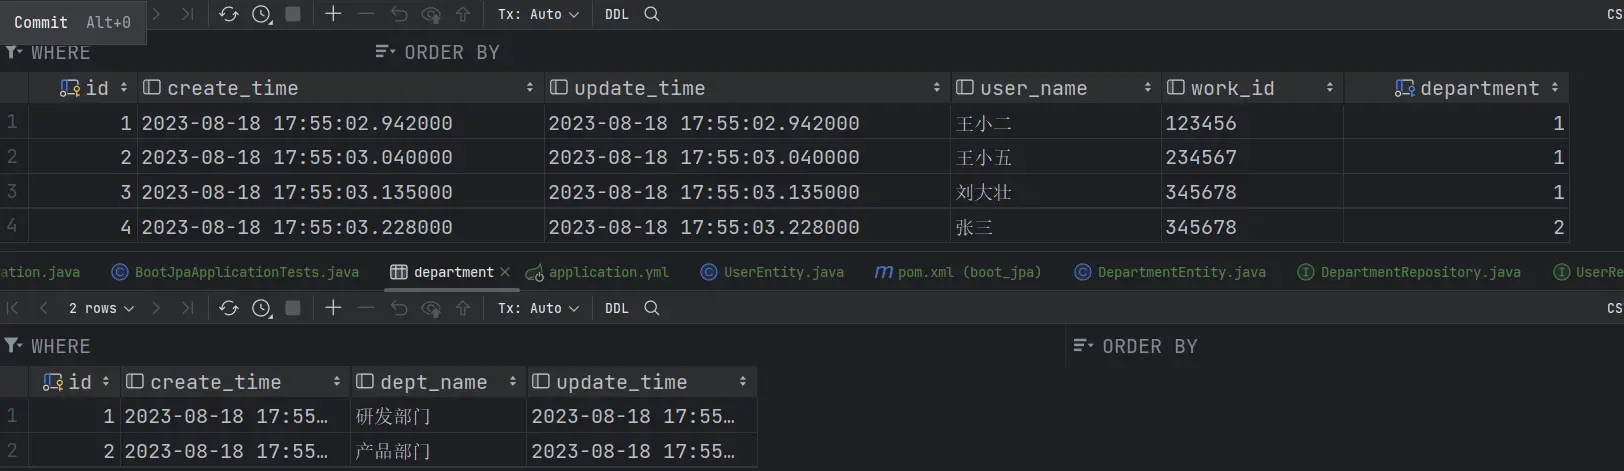 Commit Alt+0
Tx: Auto DDL CS
WHERE ORDER BY
id create_time update_time user_name work_id department
1 1 2023-08-18 17:55:02.942000 2023-08-18 17:55:02.942000 王小二 123456 1
2 2 2023-08-18 17:55:03.040000 2023-08-18 17:55:03.040000 王小五 234567 1
3 3 2023-08-18 17:55:03.135000 2023-08-18 17:55:03.135000 刘大壮 345678 1
4 4 2023-08-18 17:55:03.228000 2023-08-18 17:55:03.228000 张三 345678 2
ation.java BootJpaApplicationTests.java department application.yml UserEntity.java pom.xml (boot_jpa) DepartmentEntity.java DepartmentRepository.java UserRe
2 rows Tx: Auto DDL CS
WHERE ORDER BY
id create_time dept_name update_time
1 1 2023-08-18 17:55… 研发部门 2023-08-18 17:55…
2 2 2023-08-18 17:55… 产品部门 2023-08-18 17:55…